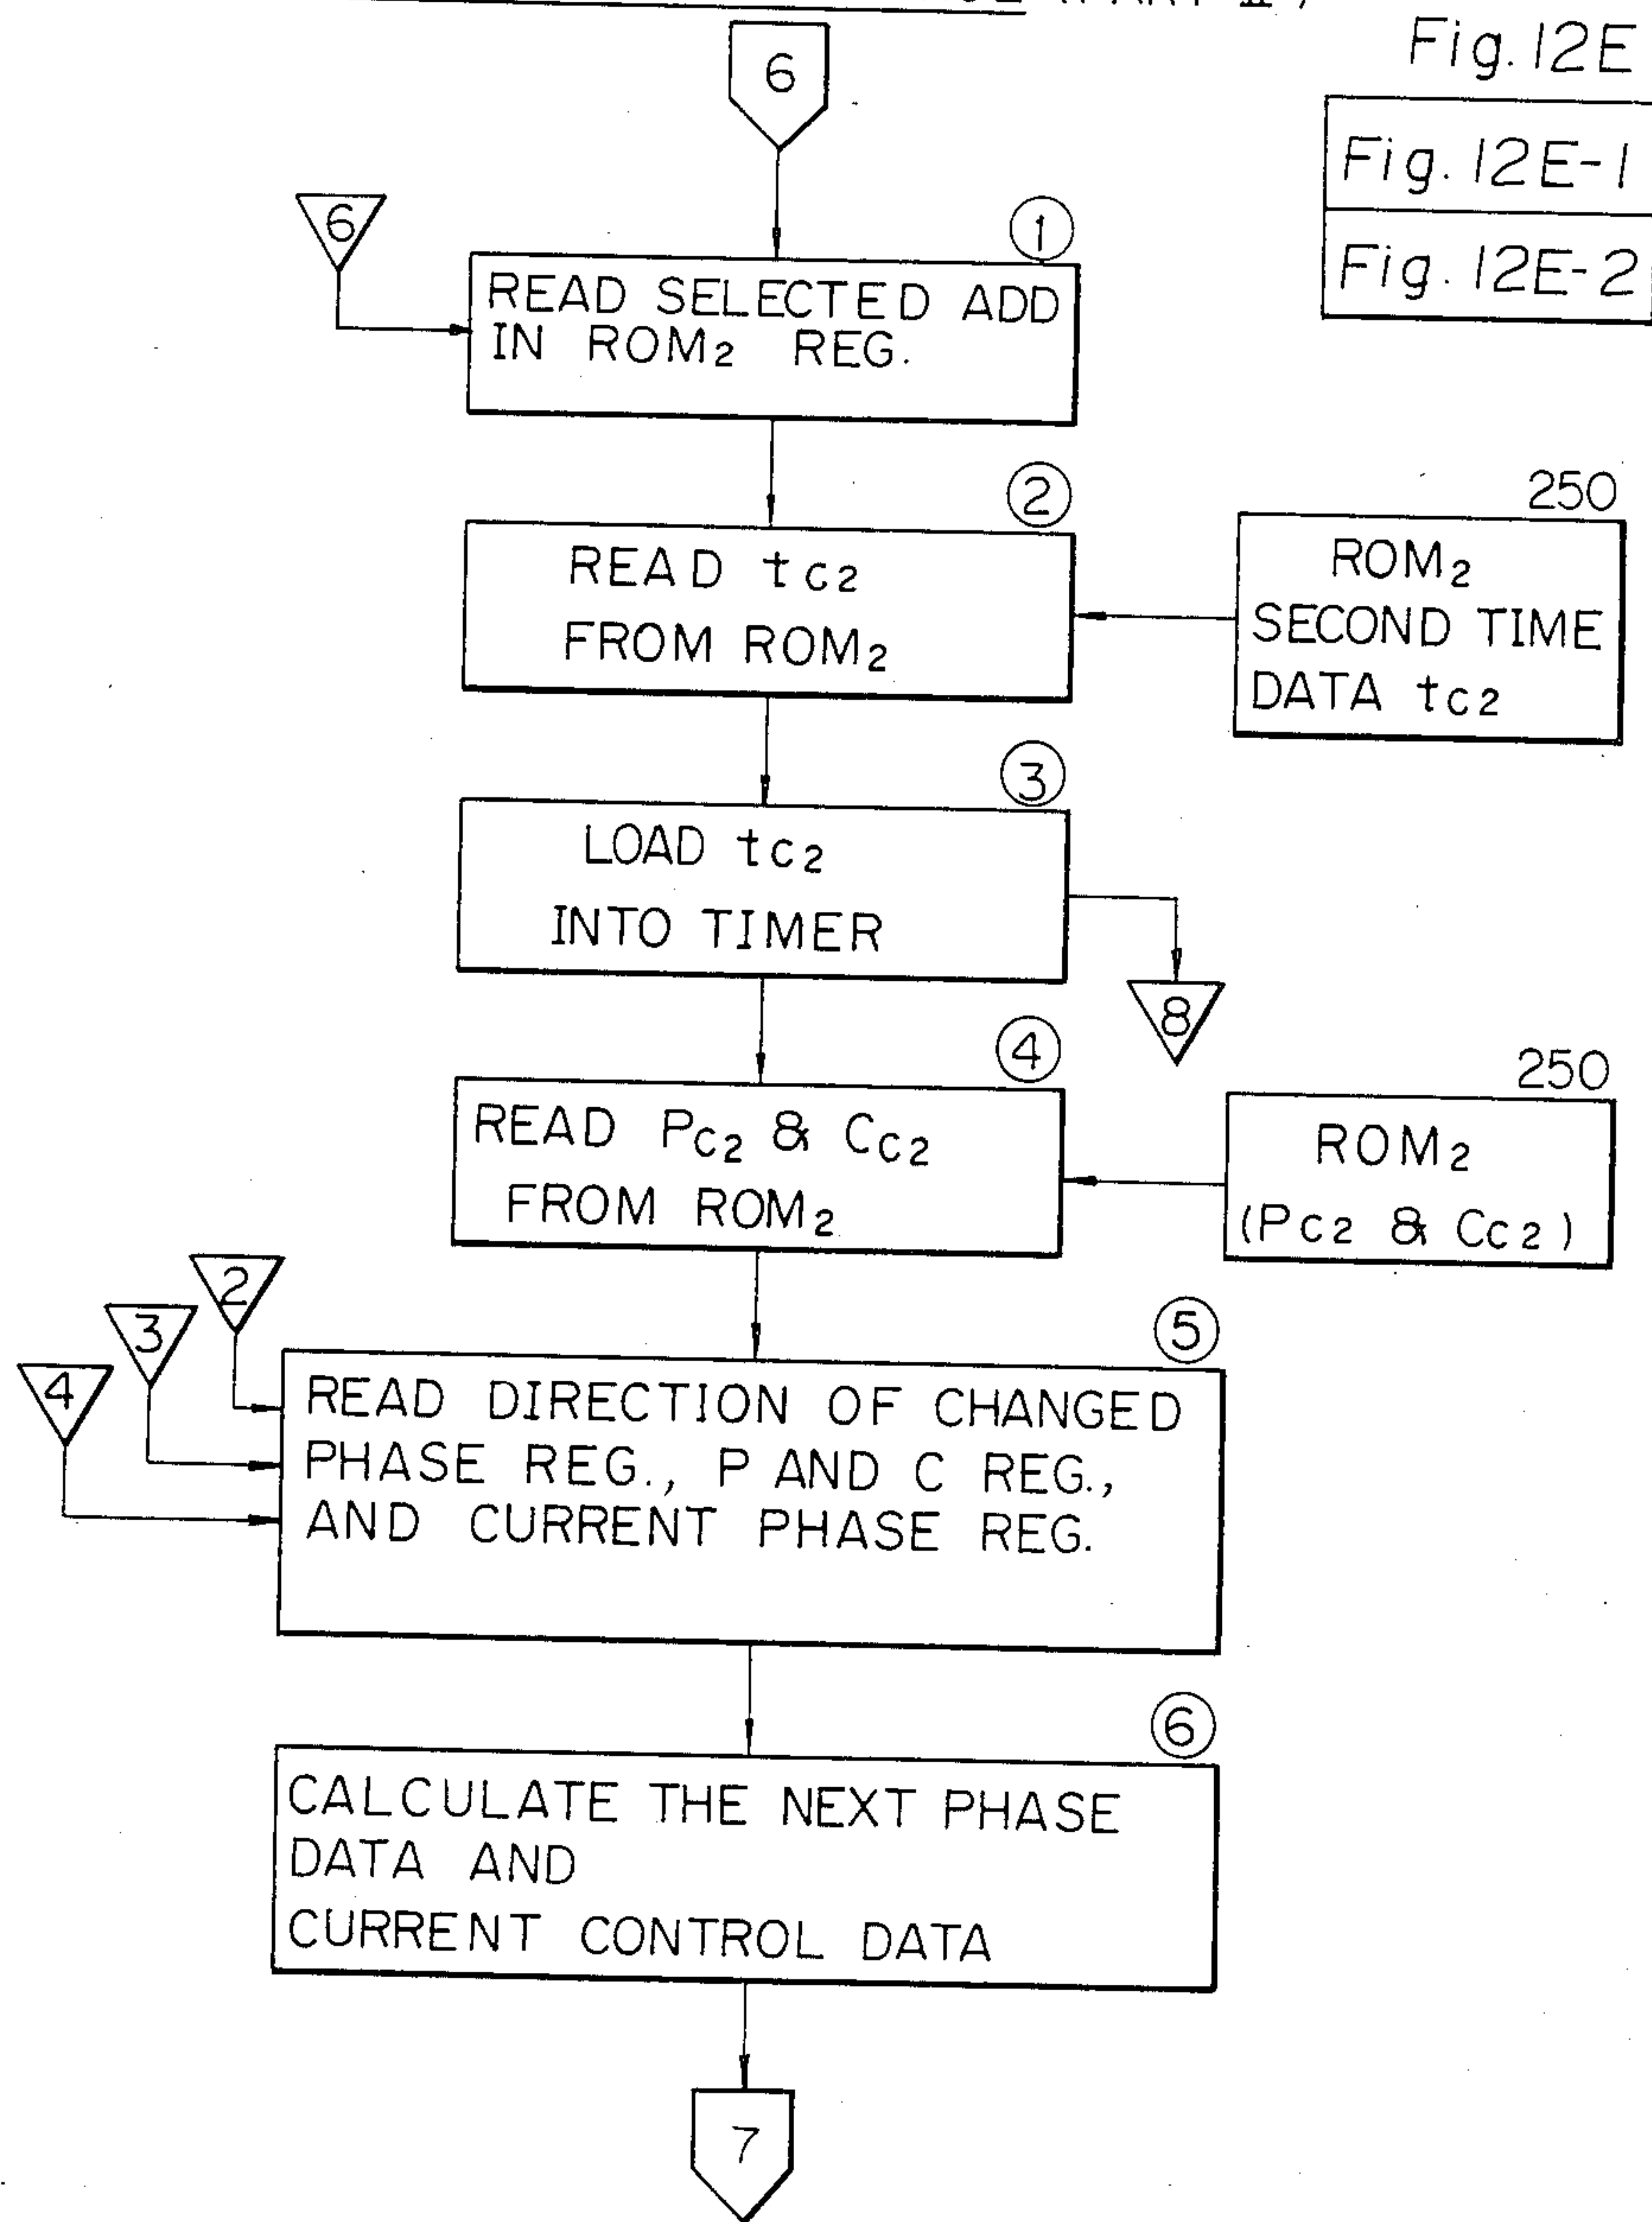 (PART II)
Fig. 12E
Fig. 12E-1
Fig. 12E-2
6
6
1
READ SELECTED ADD
IN ROM2 REG.
2
READ tc2
FROM ROM2
250
ROM2
SECOND TIME
DATA tc2
3
LOAD tc2
INTO TIMER
8
4
READ Pc2 & Cc2
FROM ROM2
250
ROM2
(Pc2 & Cc2)
2
3
4
5
READ DIRECTION OF CHANGED
PHASE REG., P AND C REG.,
AND CURRENT PHASE REG.
6
CALCULATE THE NEXT PHASE
DATA AND
CURRENT CONTROL DATA
7